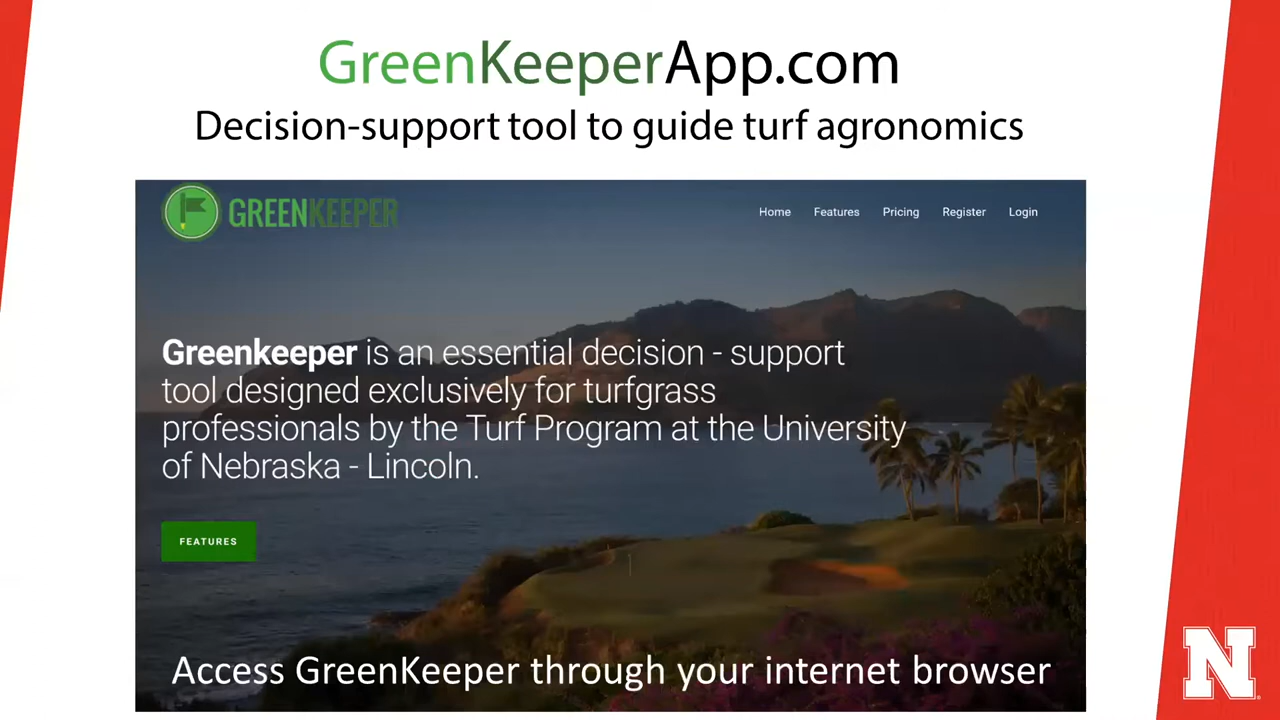 GreenKeeperApp.com
Decision-support tool to guide turf agronomics
GREENKEEPER
Home Features Pricing Register Login
Greenkeeper is an essential decision - support
tool designed exclusively for turfgrass
professionals by the Turf Program at the University
of Nebraska - Lincoln.
FEATURES
Access GreenKeeper through your internet browser
N